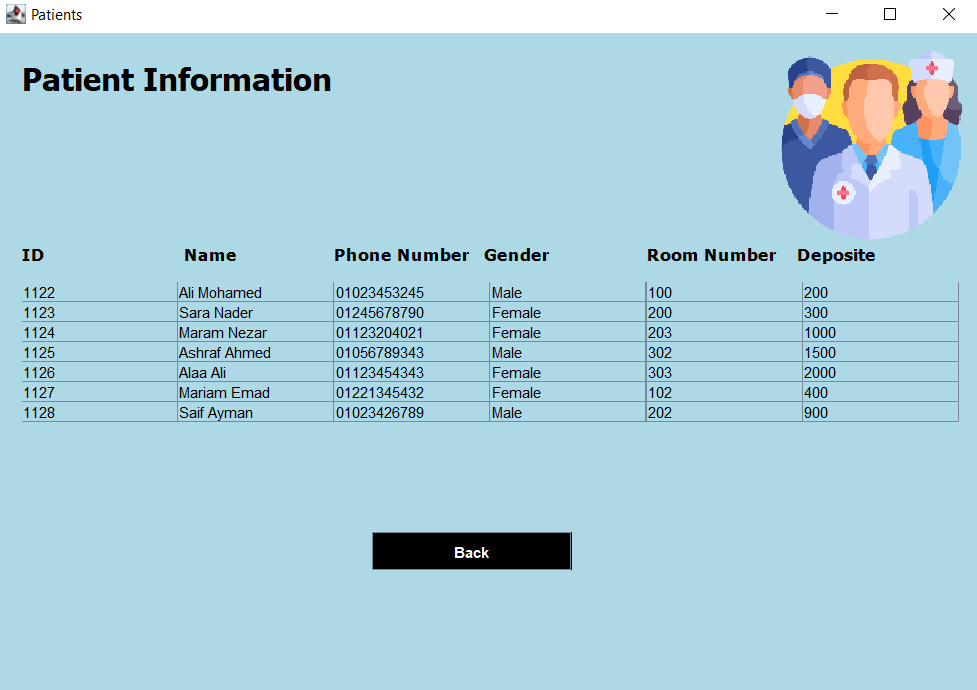 Patients
Patient Information
ID Name Phone Number Gender Room Number Deposite
1122 Ali Mohamed 01023453245 Male 100 200
1123 Sara Nader 01245678790 Female 200 300
1124 Maram Nezar 01123204021 Female 203 1000
1125 Ashraf Ahmed 01056789343 Male 302 1500
1126 Alaa Ali 01123454343 Female 303 2000
1127 Mariam Emad 01221345432 Female 102 400
1128 Saif Ayman 01023426789 Male 202 900
Back